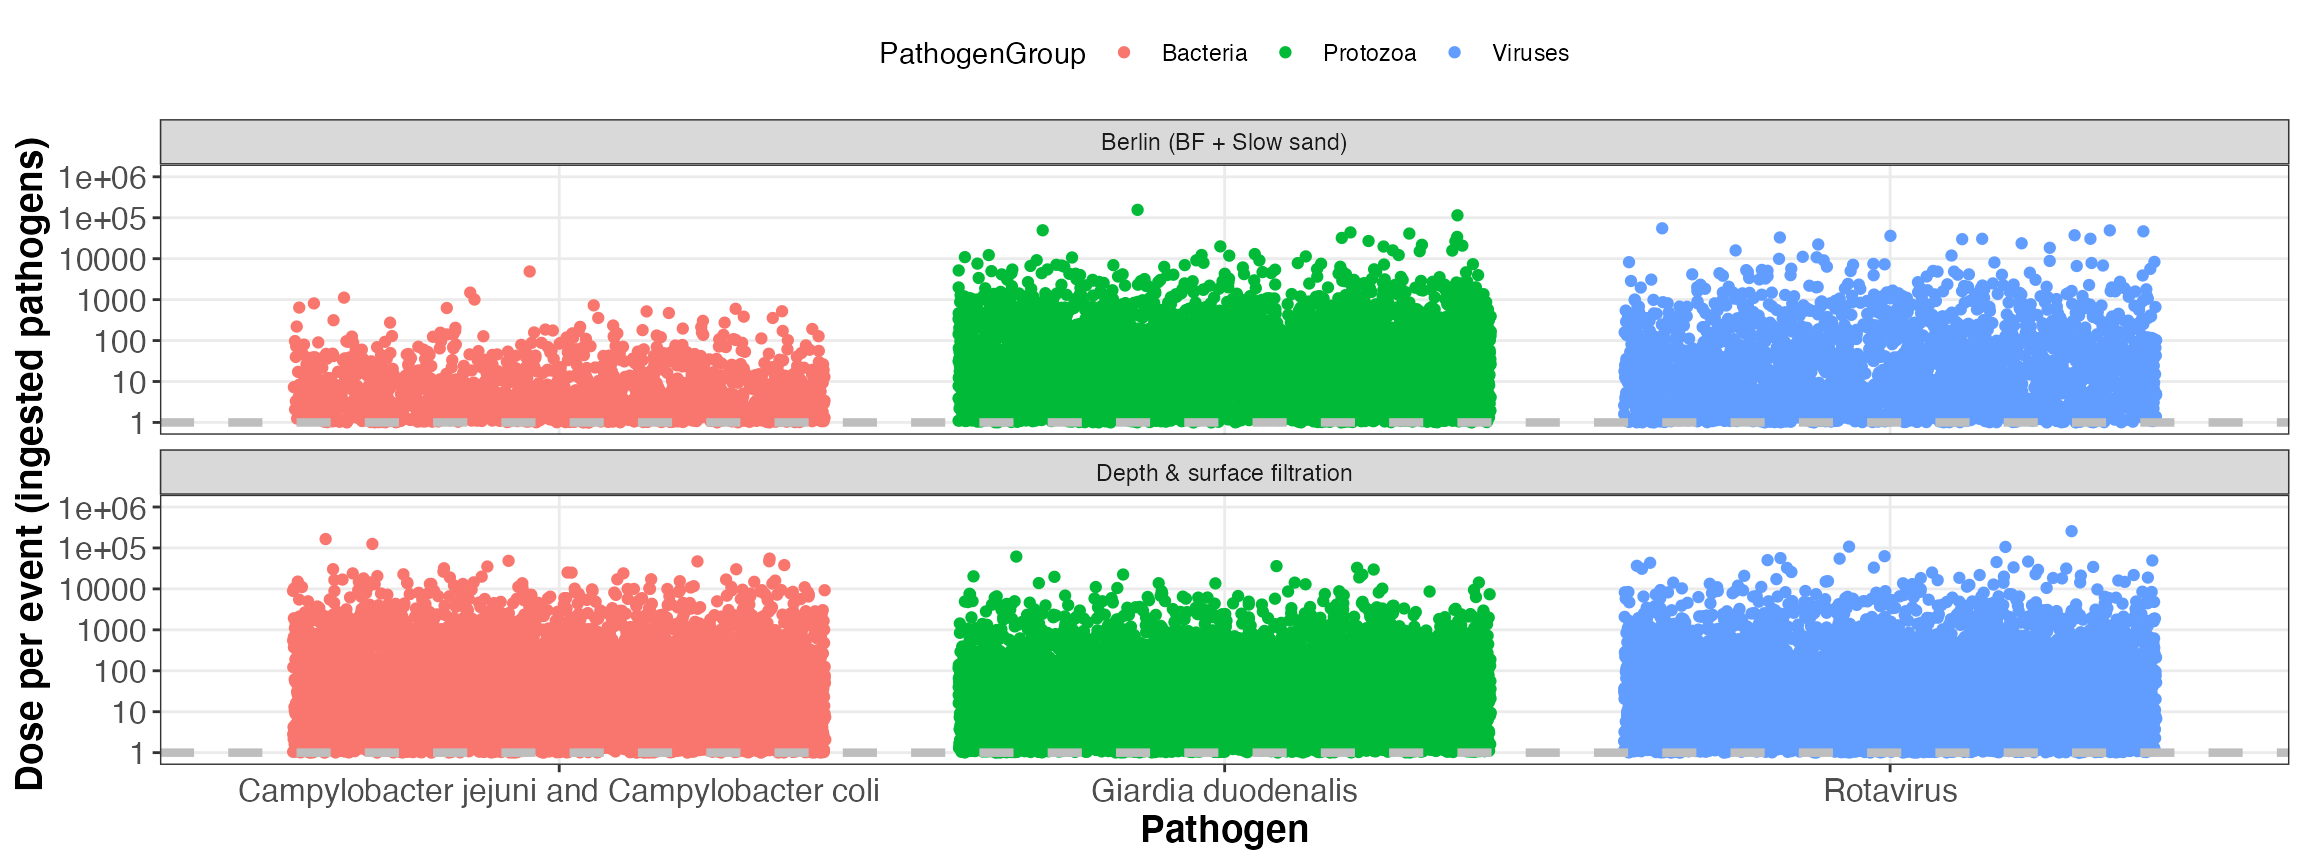 PathogenGroup Bacteria Protozoa Viruses
Berlin (BF + Slow sand)
1e+06
1e+05
10000
1000
100
10
1
Depth & surface filtration
1e+06
1e+05
10000
1000
100
10
1
Dose per event (ingested pathogens)
Campylobacter jejuni and Campylobacter coli Giardia duodenalis Rotavirus
Pathogen